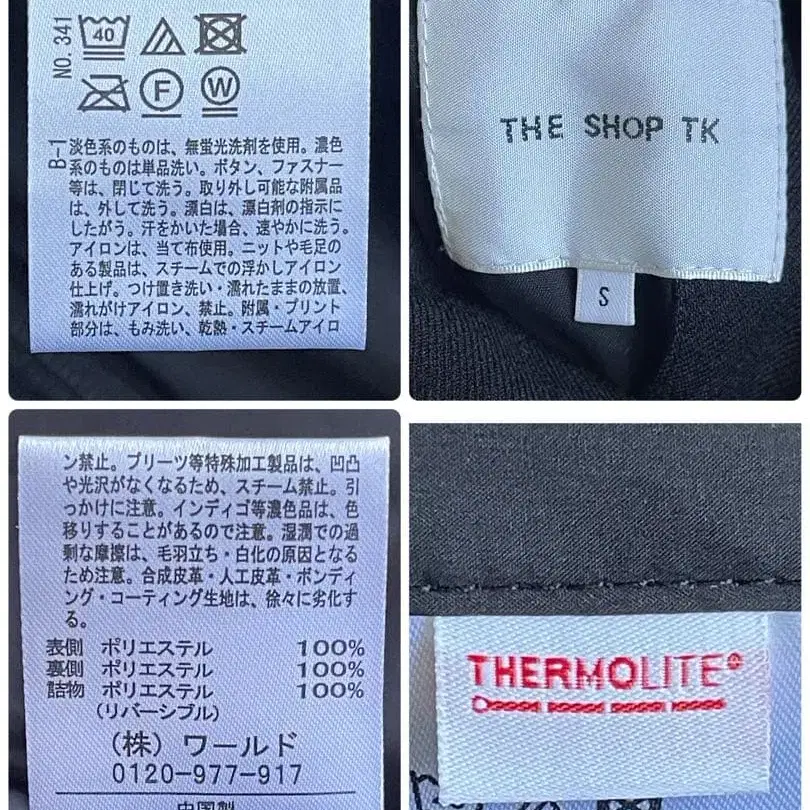 NO.341
40
F
W
B-1
淡色系のものは、無蛍光洗剤を使用。濃色
系のものは単品洗い。ボタン、ファスナー
等は、閉じて洗う。取り外し可能な附属品
は、外して洗う。漂白は、漂白剤の指示に
したがう。汗をかいた場合、速やかに洗う。
アイロンは、当て布使用。ニットや毛足の
ある製品は、スチームでの浮かしアイロン
仕上げ。つけ置き洗い・濡れたままの放置、
濡れがけアイロン、禁止。附属・プリント
部分は、もみ洗い、乾熱・スチームアイロ
THE SHOP TK
S
ン禁止。プリーツ等特殊加工製品は、凹凸
や光沢がなくなるため、スチーム禁止。引
っかけに注意。インディゴ等濃色品は、色
移りすることがあるので注意。湿潤での過
剰な摩擦は、毛羽立ち・白化の原因となる
ため注意。合成皮革・人工皮革・ボンディ
ング・コーティング生地は、徐々に劣化す
る。
表側 ポリエステル 100%
裏側 ポリエステル 100%
詰物 ポリエステル 100%
(リバーシブル)
(株) ワールド
0120-977-917
中国製
THERMOLITE®